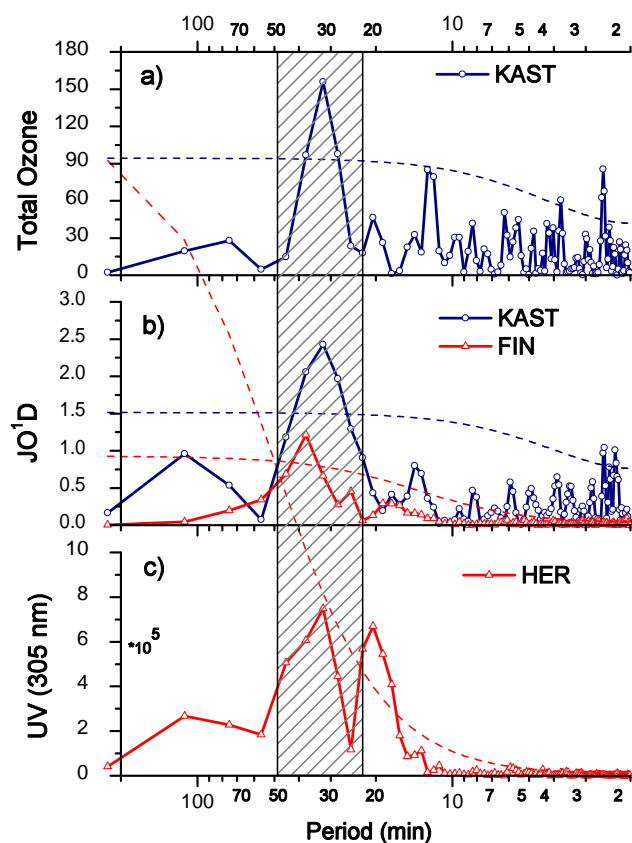 100 70 50 30 20 10 7 5 4 3 2
180
150
120
90
60
30
0
Total Ozone
a)
KAST
3.0
2.5
2.0
1.5
1.0
0.5
0.0
JO¹D
b)
KAST
FIN
10
8
6
4
2
0
UV (305 nm)
c)
*10⁵
HER
100 70 50 30 20 10 7 5 4 3 2
Period (min)